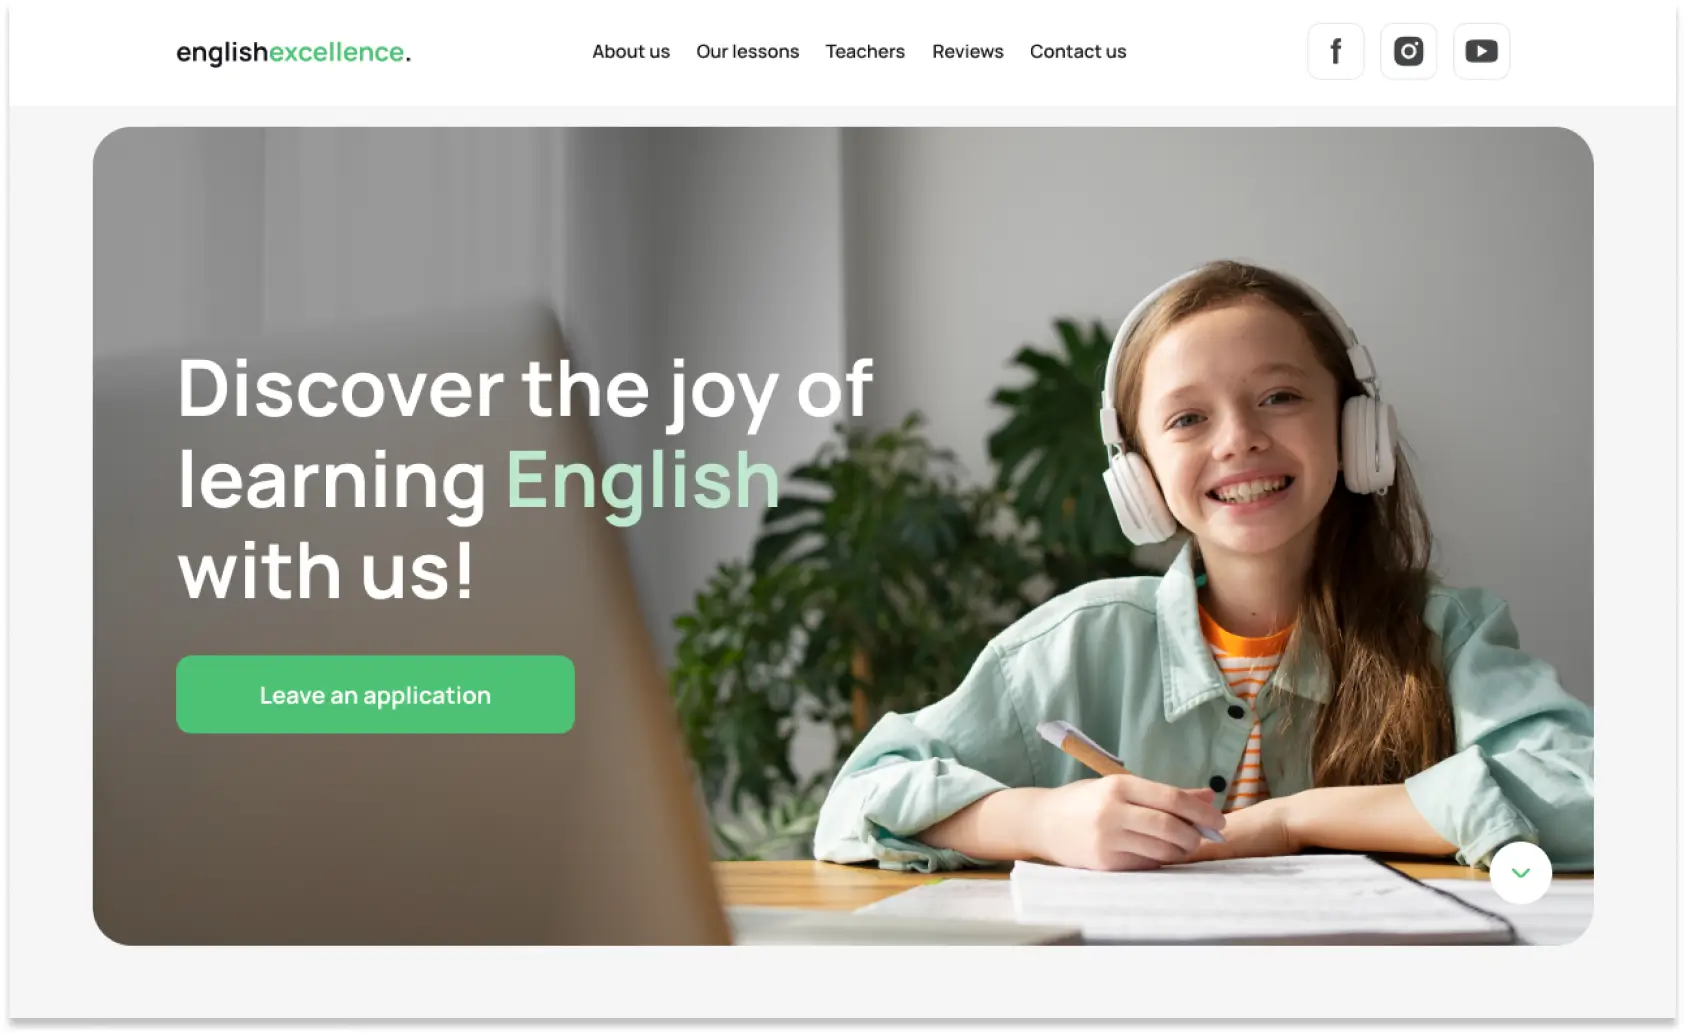 englishexcellence.
About us
Our lessons
Teachers
Reviews
Contact us
Discover the joy of
learning English
with us!
Leave an application